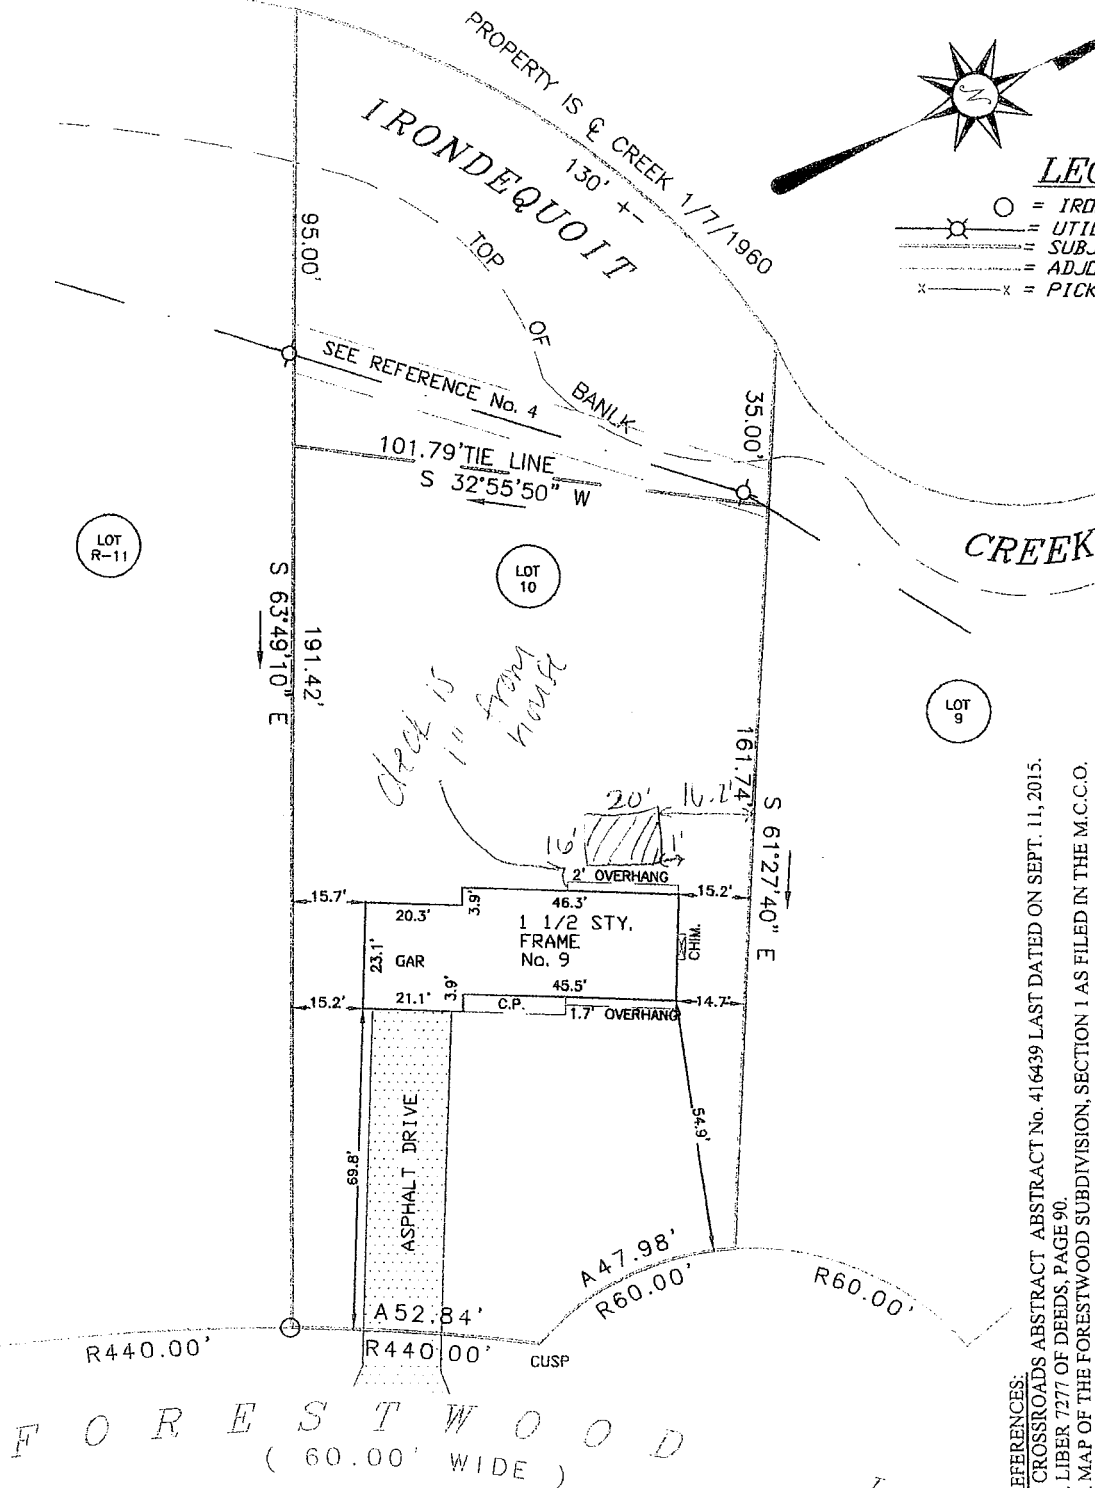 PROPERTY IS ℄ CREEK 1/7/1960
130' +-
IRONDEQUOIT
CREEK
N
= IRO
= UTIL
= SUBJ
= ADJO
= PICK
x x
TOP OF BANLK
95.00'
35.00'
SEE REFERENCE No. 4
101.79' TIE LINE
S 32°55'50" W
LOT
R-11
LOT
10
LOT
9
S 63°49'10" E
191.42'
161.74'
S 61°27'40" E
deck is
1" from
house
20'
16.2'
16'
1'
2' OVERHANG
15.7'
20.3'
3.9'
46.3'
15.2'
1 1/2 STY.
FRAME
No. 9
23.1'
GAR
CHIM.
15.2'
21.1'
3.9'
45.5'
C.P.
1.7' OVERHANG
14.7'
69.8'
ASPHALT DRIVE
54.9'
A47.98'
R60.00'
R60.00'
A52.84'
R440.00'
R440.00'
CUSP
FORESTWOOD
( 60.00' WIDE )
EFERENCES:
CROSSROADS ABSTRACT ABSTRACT No. 416439 LAST DATED ON SEPT. 11, 2015.
LIBER 7277 OF DEEDS, PAGE 90.
MAP OF THE FORESTWOOD SUBDIVISION, SECTION 1 AS FILED IN THE M.C.C.O.